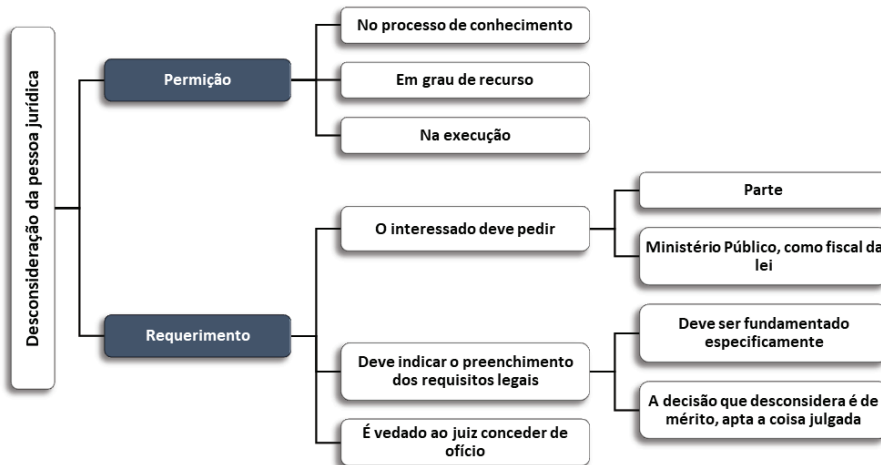 Desconsideração da pessoa jurídica
Permição
No processo de conhecimento
Em grau de recurso
Na execução
Requerimento
O interessado deve pedir
Parte
Ministério Público, como fiscal da
lei
Deve indicar o preenchimento
dos requisitos legais
Deve ser fundamentado
especificamente
A decisão que desconsidera é de
mérito, apta a coisa julgada
É vedado ao juiz conceder de
ofício